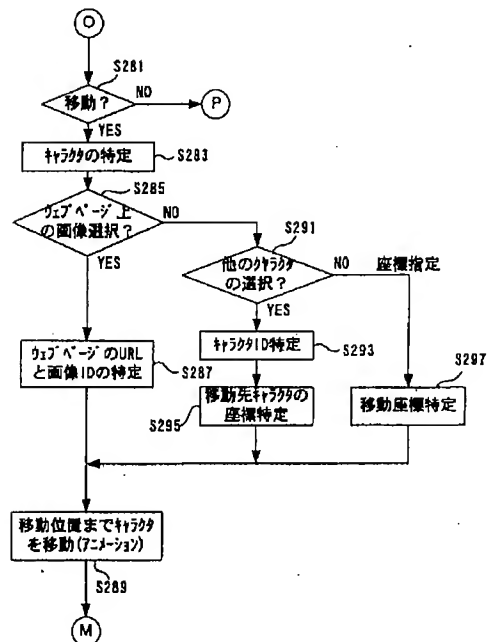 O
S281
移動?
NO
P
YES
キャラクタの特定
S283
S285
ウェブページ上
の画像選択?
NO
YES
S291
他のクャラクタ
の選択?
NO
座標指定
YES
ウェブページのURL
と画像IDの特定
S287
キャラクタID特定
S293
S297
移動先キャラクタの
座標特定
S295
移動座標特定
移動位置までキャラクタ
を移動(アニメーション)
S289
M